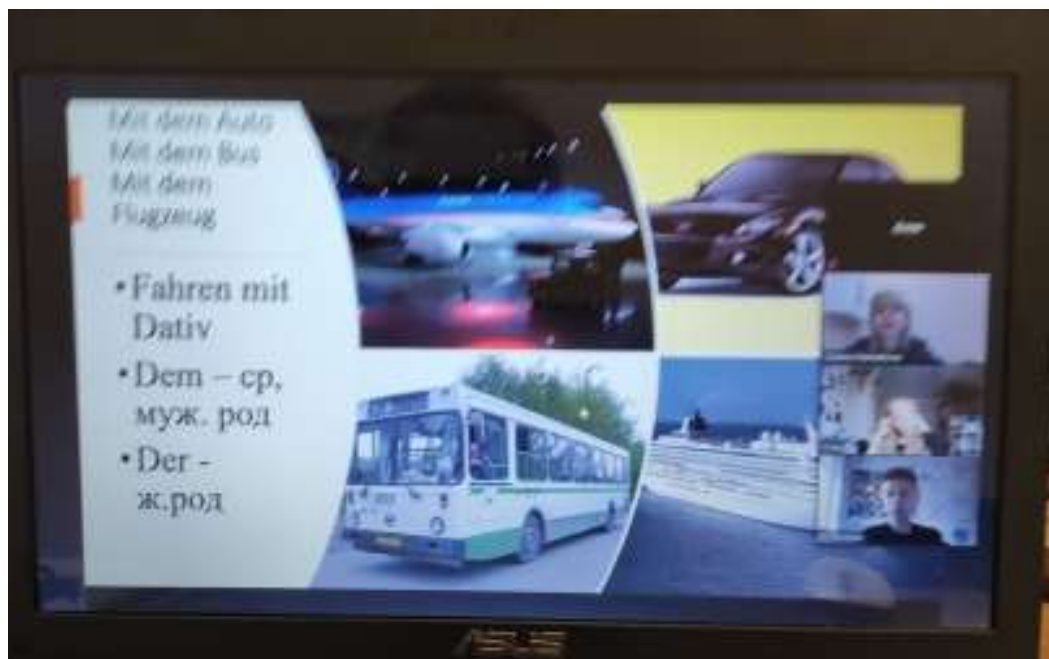 Mit dem Auto
Mit dem Bus
Mit dem
Flugzeug
• Fahren mit
Dativ
• Dem – ср,
муж. род
• Der -
ж.род
ASUS